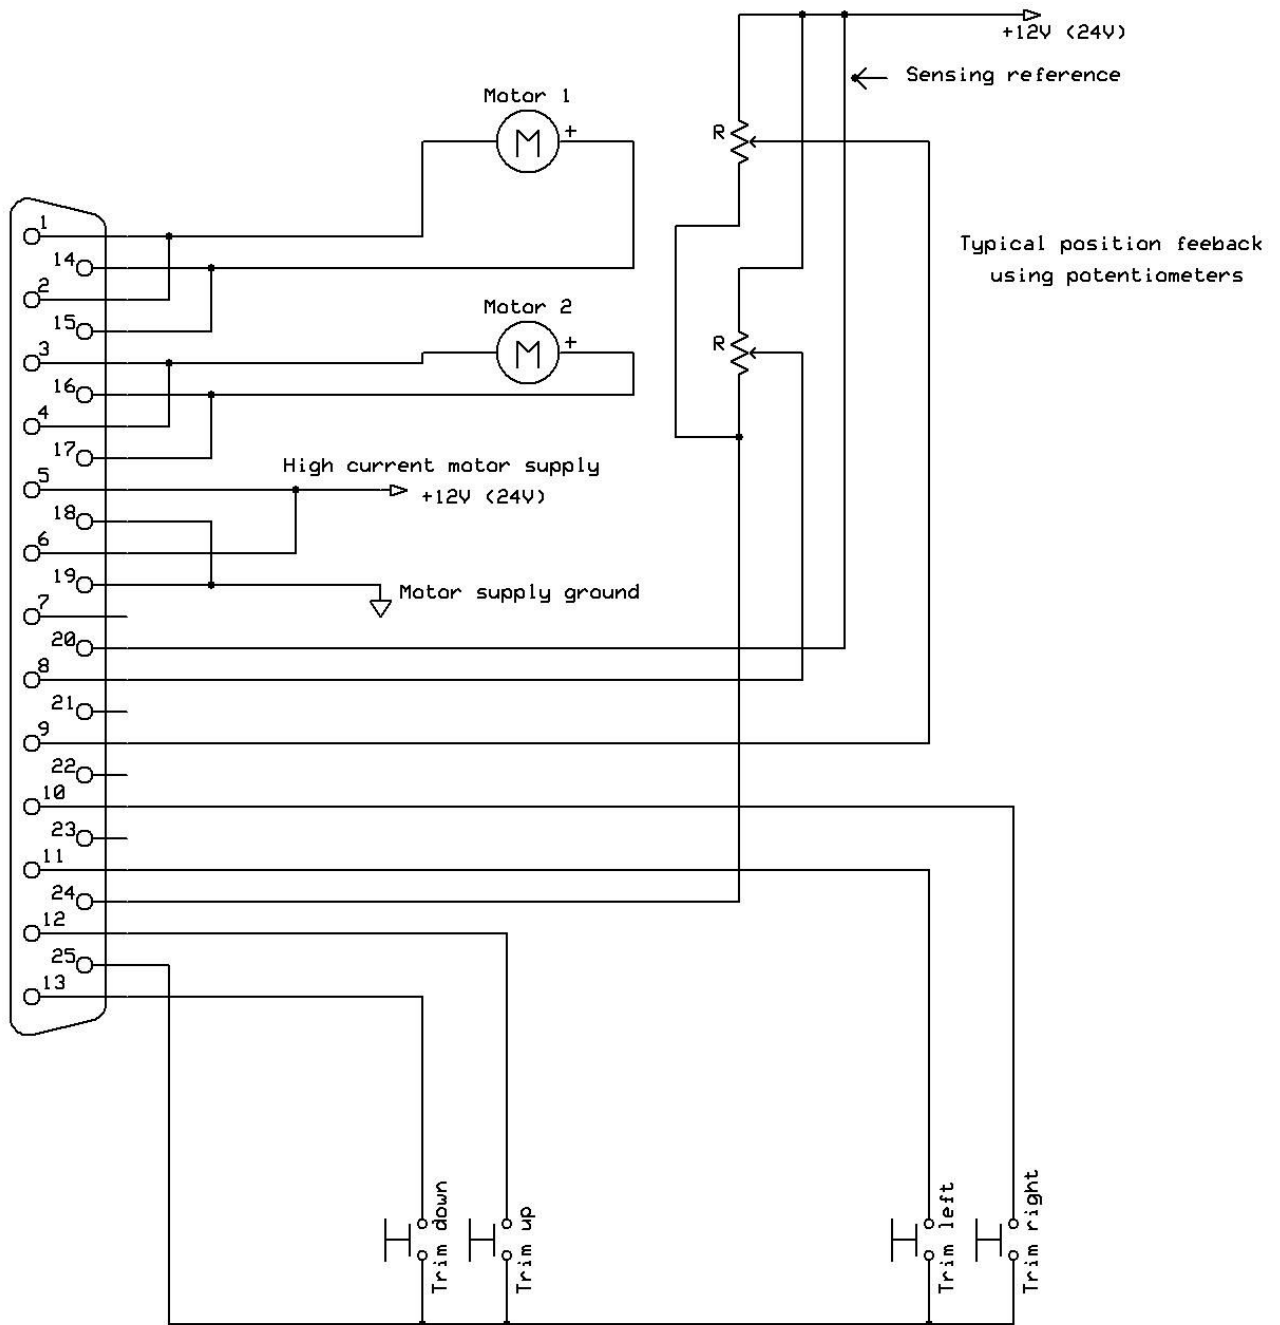 +12V (24V)
Sensing reference
Motor 1
M
+
R
Typical position feeback
using potentiometers
1
14
2
15
Motor 2
M
+
R
3
16
4
17
High current motor supply
5
+12V (24V)
18
6
19
Motor supply ground
7
20
8
21
9
22
10
23
11
24
12
25
13
Trim down
Trim up
Trim left
Trim right